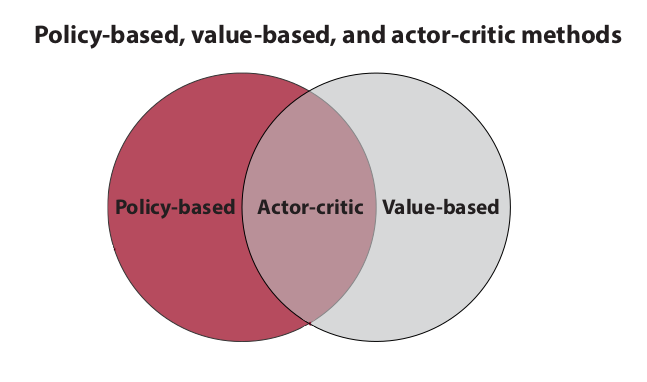 Policy-based, value-based, and actor-critic methods
Policy-based Actor-critic Value-based